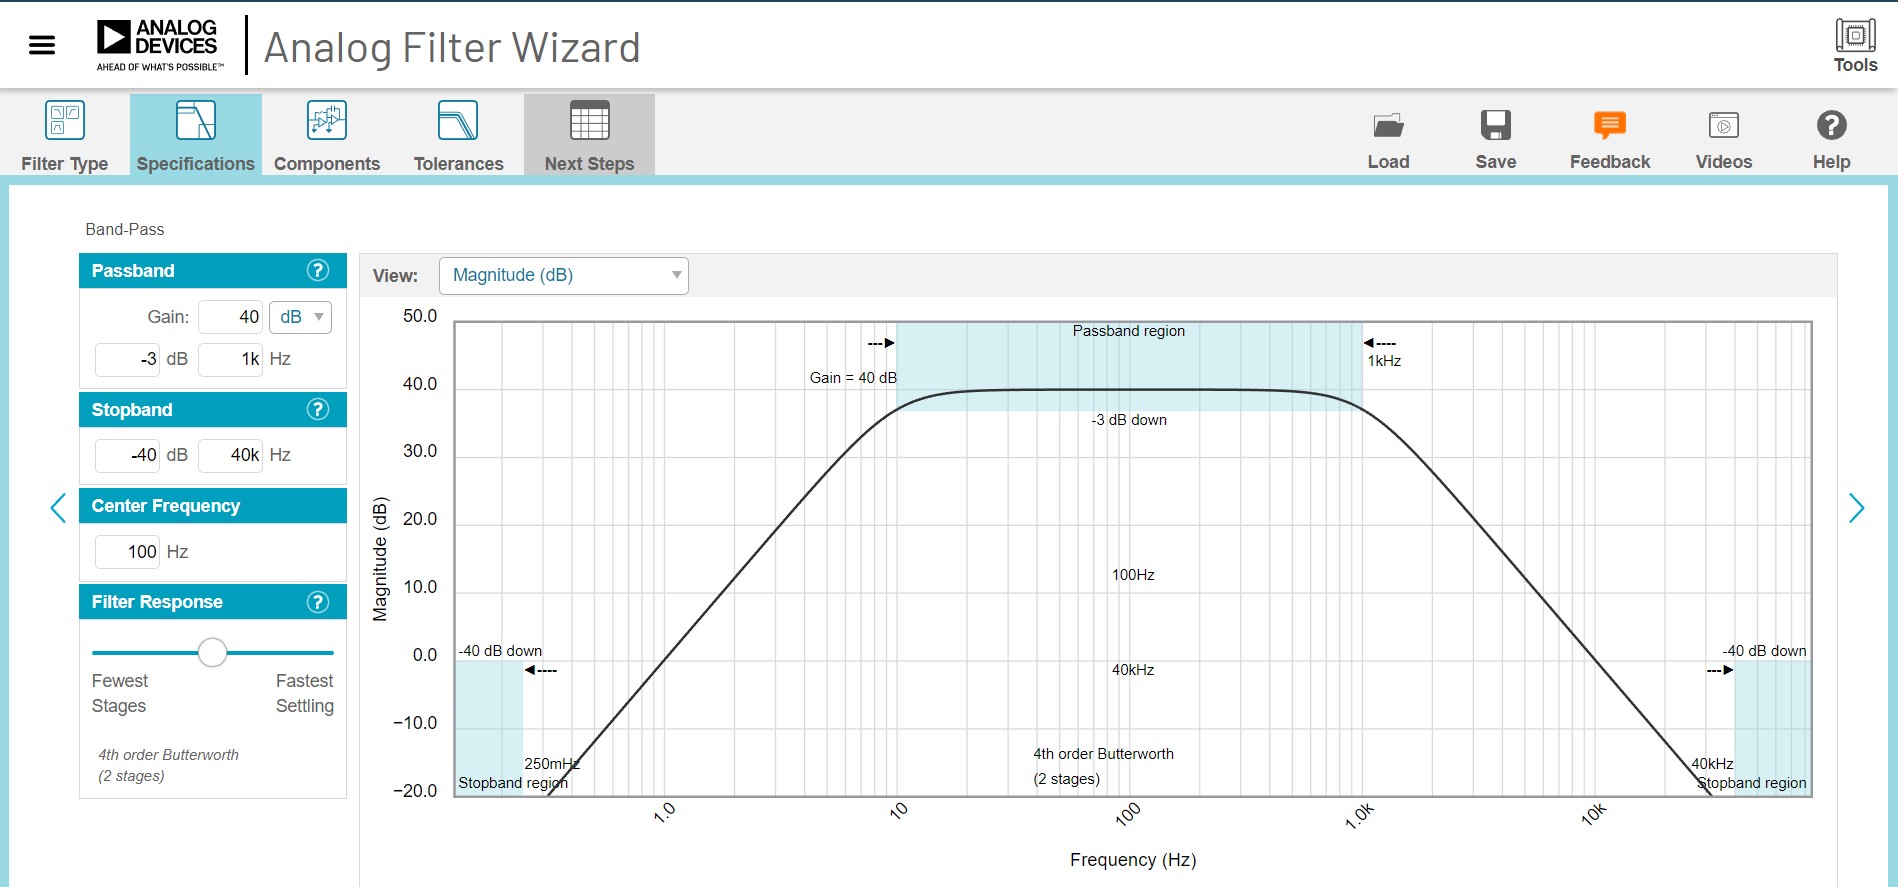 ANALOG
DEVICES
AHEAD OF WHAT'S POSSIBLE™
Analog Filter Wizard
Tools
Filter Type
Specifications
Components
Tolerances
Next Steps
Load
Save
Feedback
Videos
Help
Band-Pass
Passband ?
Gain: 40 dB
-3 dB 1k Hz
Stopband ?
-40 dB 40k Hz
Center Frequency
100 Hz
Filter Response ?
Fewest
Stages
Fastest
Settling
4th order Butterworth
(2 stages)
View: Magnitude (dB)
50.0
40.0
30.0
20.0
10.0
0.0
−10.0
−20.0
Magnitude (dB)
Passband region
1kHz
Gain = 40 dB
-3 dB down
100Hz
-40 dB down
40kHz
-40 dB down
250mHz
Stopband region
4th order Butterworth
(2 stages)
40kHz
Stopband region
1.0
10
100
1.0k
10k
Frequency (Hz)